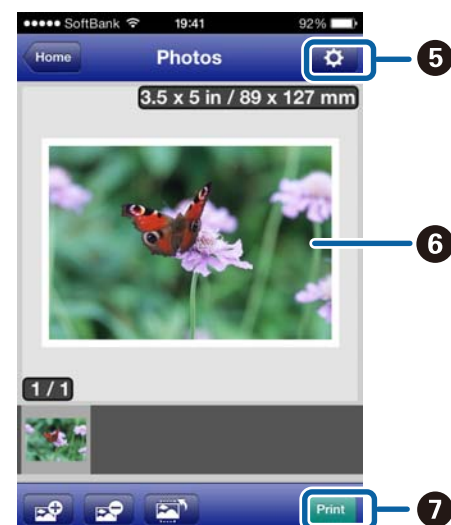 ●●●●● SoftBank 19:41 92%
Home Photos 5
3.5 x 5 in / 89 x 127 mm
6
1 / 1
Print 7